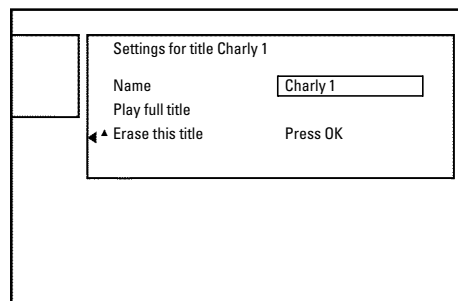 Settings for title Charly 1
Name Charly 1
Play full title
Erase this title Press OK